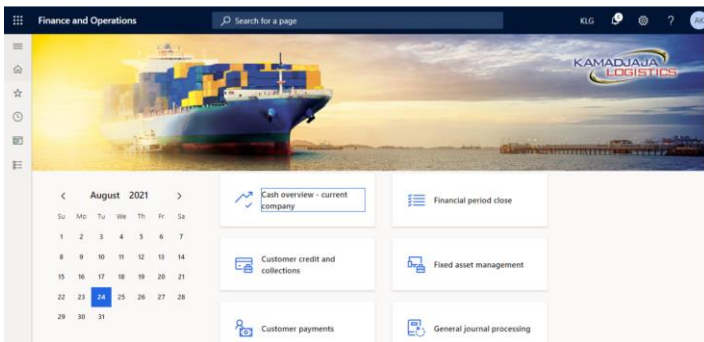 Finance and Operations
Search for a page
KLG
?
AK
KAMADJAJA
LOGISTICS
August 2021
Su Mo Tu We Th Fr Sa
1 2 3 4 5 6 7
8 9 10 11 12 13 14
15 16 17 18 19 20 21
22 23 24 25 26 27 28
29 30 31
Cash overview - current
company
Financial period close
Customer credit and
collections
Fixed asset management
Customer payments
General journal processing